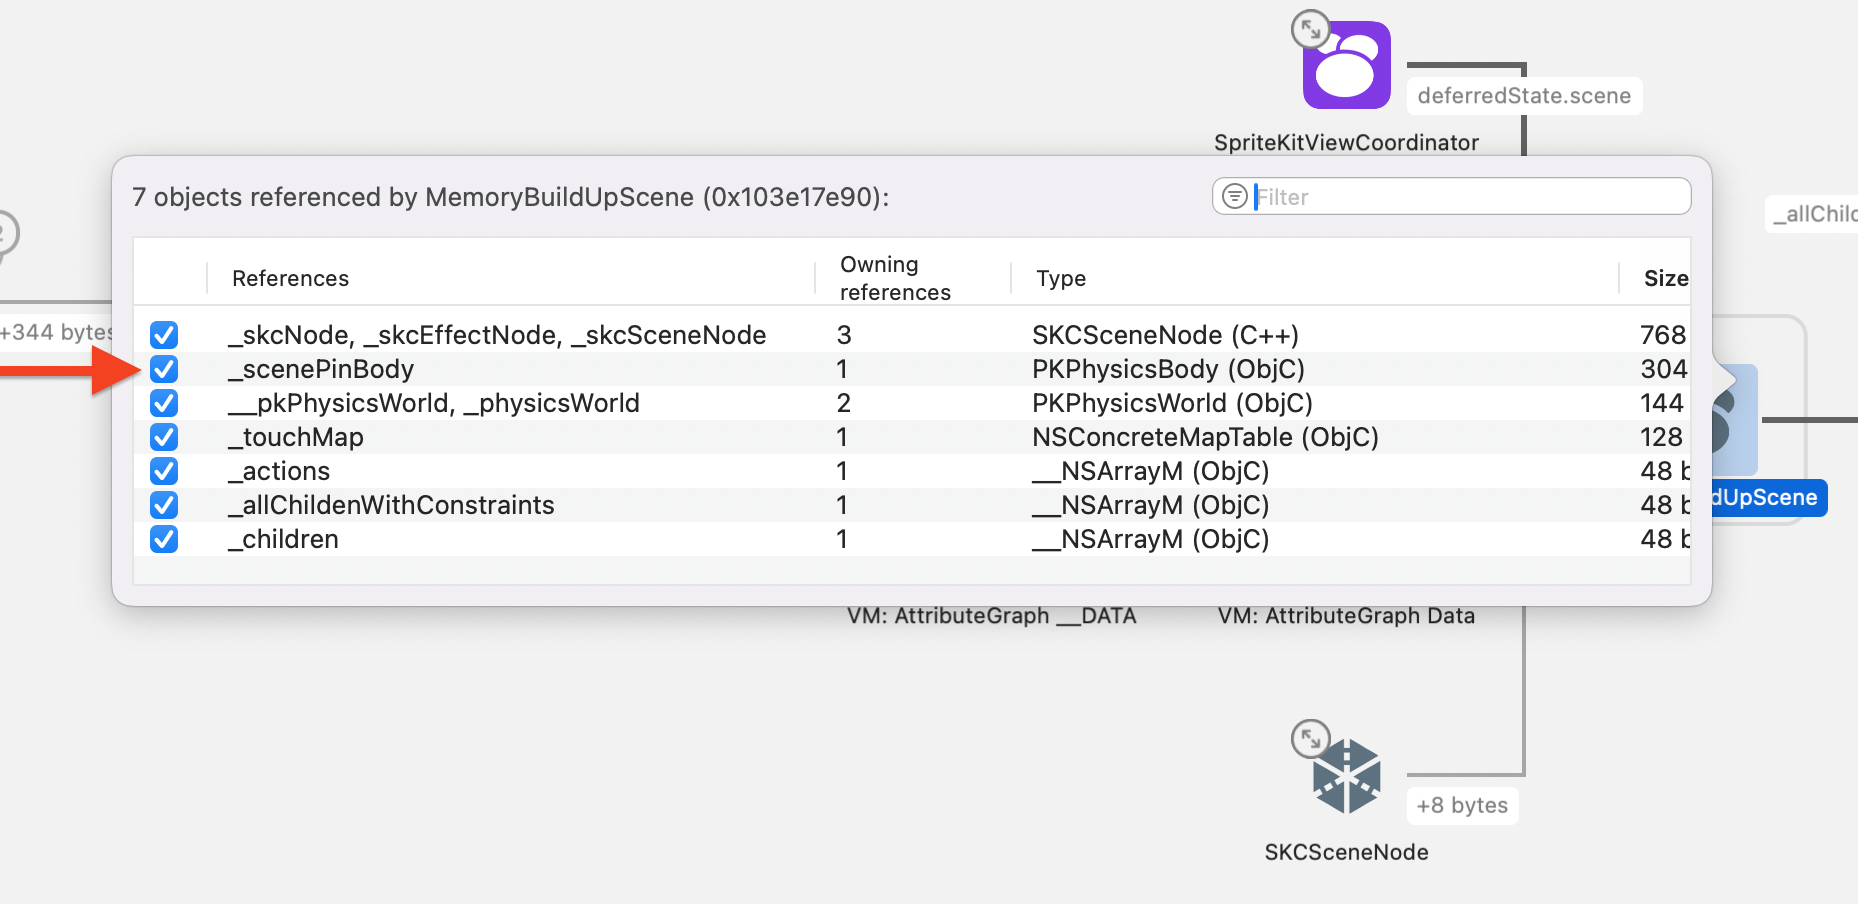 deferredState.scene
SpriteKitViewCoordinator
7 objects referenced by MemoryBuildUpScene (0x103e17e90):
Filter
_allChild
2
+344 bytes
References
Owning references
Type
Size
_skcNode, _skcEffectNode, _skcSceneNode 3 SKCSceneNode (C++) 768
_scenePinBody 1 PKPhysicsBody (ObjC) 304
__pkPhysicsWorld, _physicsWorld 2 PKPhysicsWorld (ObjC) 144
_touchMap 1 NSConcreteMapTable (ObjC) 128
_actions 1 __NSArrayM (ObjC) 48 b
_allChildenWithConstraints 1 __NSArrayM (ObjC) 48 b
_children 1 __NSArrayM (ObjC) 48 b
dUpScene
VM: AttributeGraph __DATA
VM: AttributeGraph Data
+8 bytes
SKCSceneNode